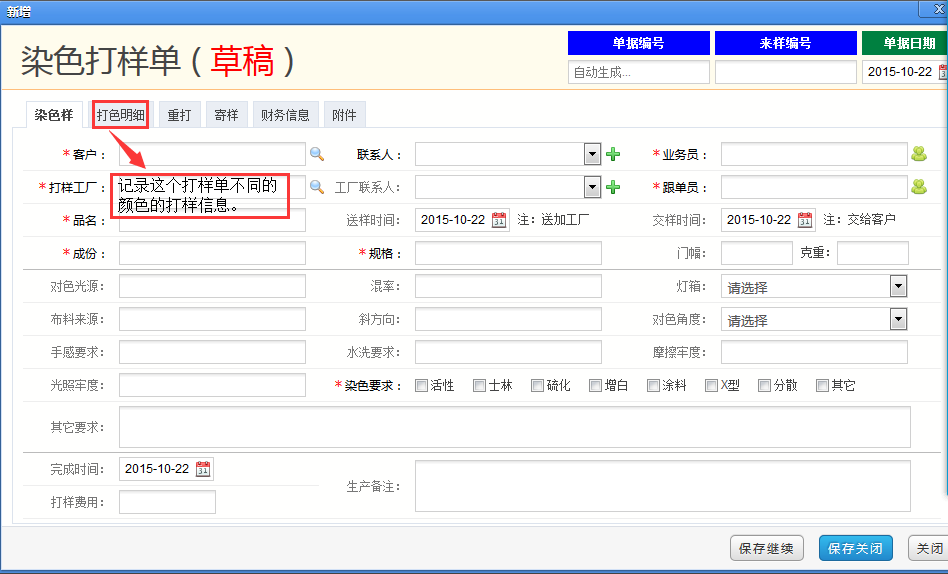 新增
X
染色打样单（草稿）
单据编号
来样编号
单据日期
自动生成...
2015-10-22
染色样
打色明细
重打
寄样
财务信息
附件
*客户：
联系人：
*业务员：
*打样工厂：
记录这个打样单不同的
颜色的打样信息。
工厂联系人：
*跟单员：
*品名：
送样时间：
2015-10-22
注：送加工厂
交样时间：
2015-10-22
注：交给客户
*成份：
*规格：
门幅：
克重：
对色光源：
混率：
灯箱：
请选择
布料来源：
斜方向：
对色角度：
请选择
手感要求：
水洗要求：
摩擦牢度：
光照牢度：
*染色要求：
活性
士林
硫化
增白
涂料
X型
分散
其它
其它要求：
完成时间：
2015-10-22
生产备注：
打样费用：
保存继续
保存关闭
关闭